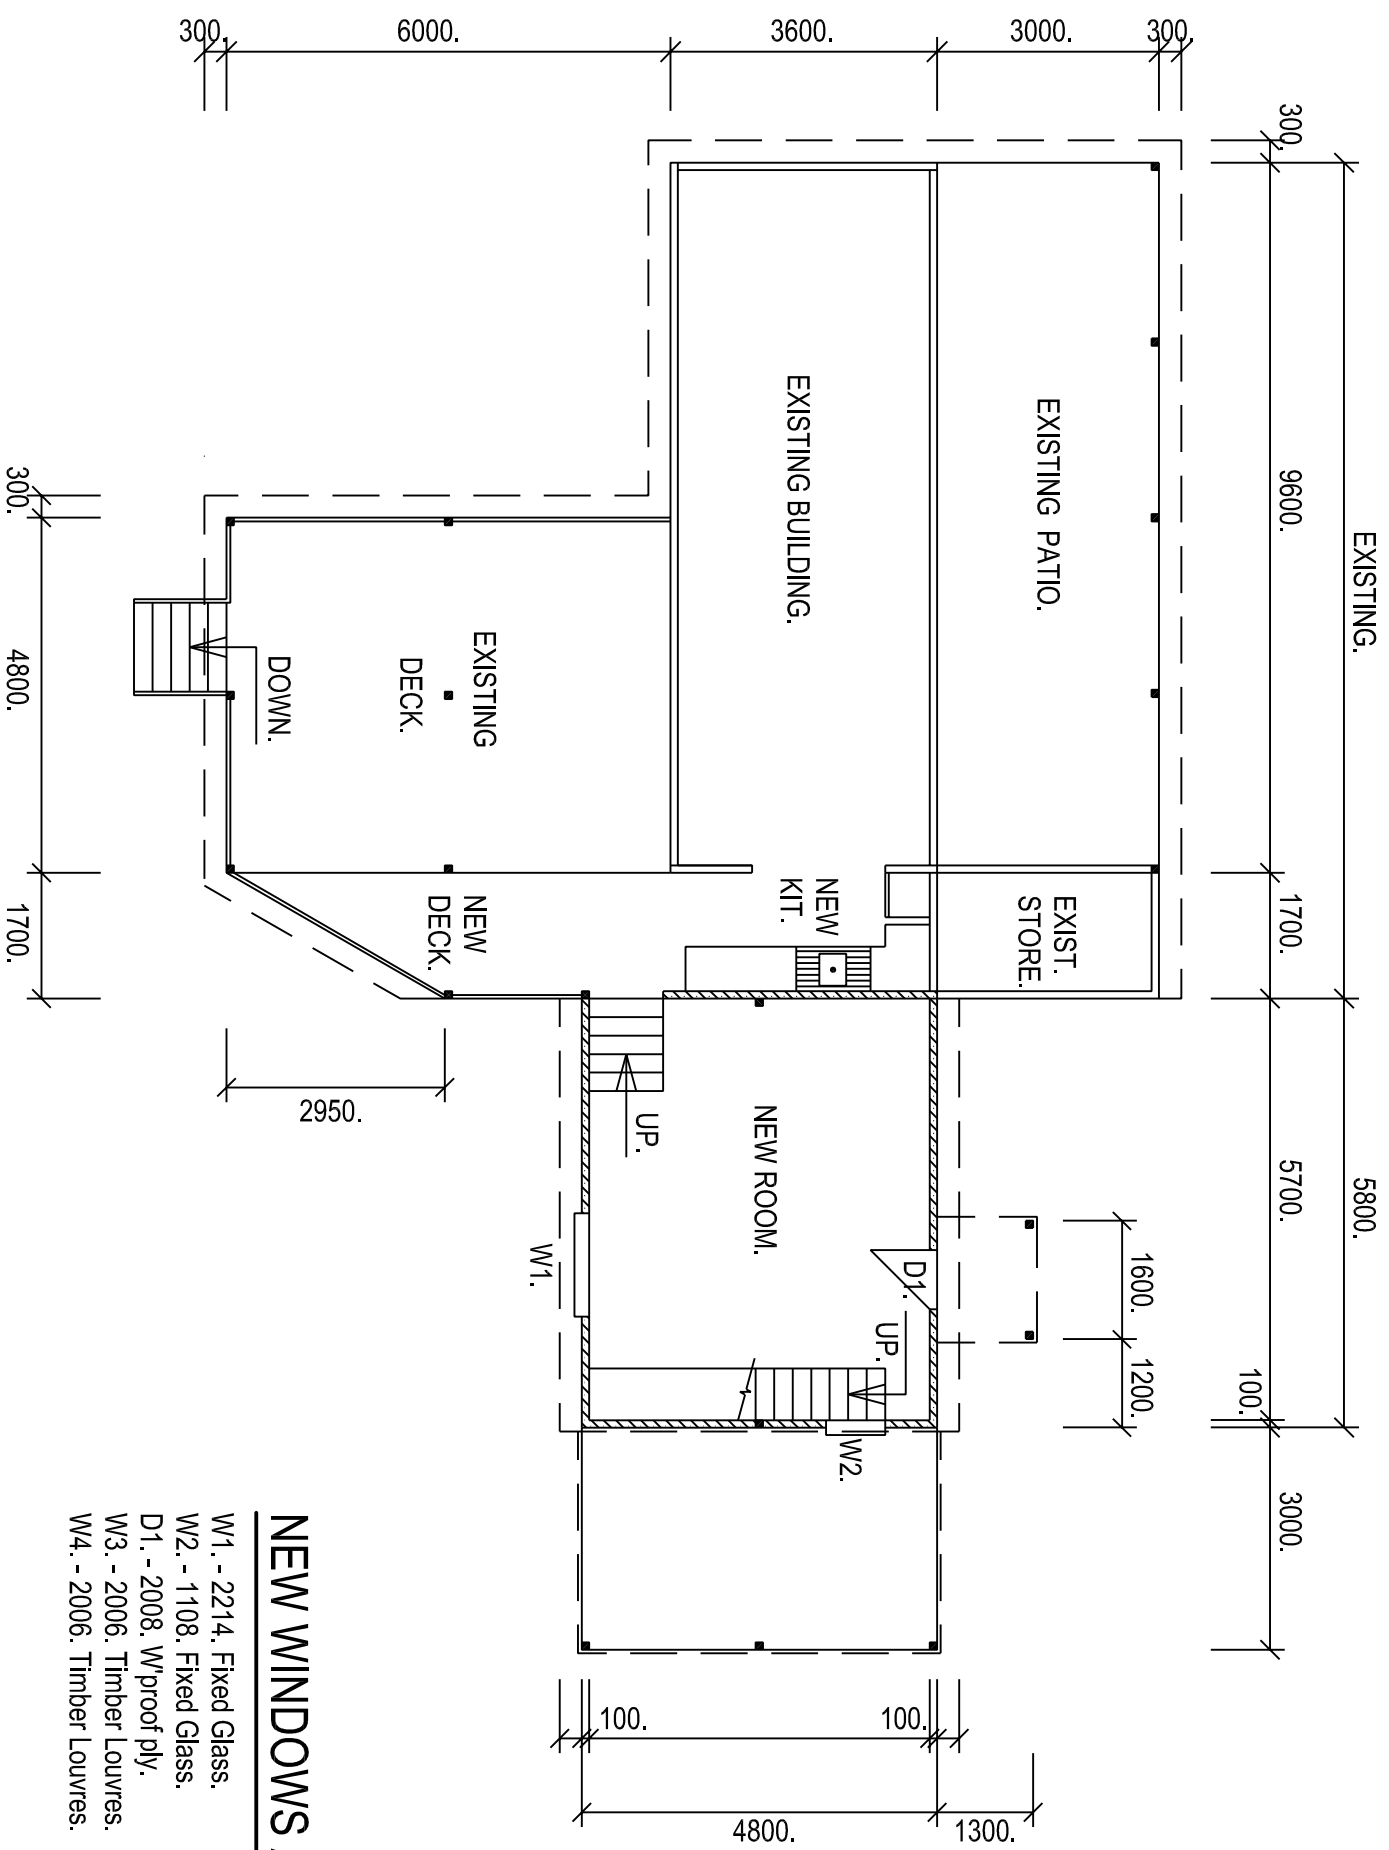 300.
6000.
3600.
3000.
300.
300.
9600.
1700.
5700.
100.
3000.
EXISTING.
5800.
EXISTING PATIO.
EXISTING BUILDING.
EXISTING
DECK.
DOWN.
NEW
DECK.
NEW
KIT.
EXIST.
STORE.
300.
4800.
1700.
2950.
UP.
NEW ROOM.
W1.
D1.
UP.
W2.
1600.
1200.
100.
100.
4800.
1300.
NEW WINDOWS
W1. - 2214. Fixed Glass.
W2. - 1108. Fixed Glass.
D1. - 2008. W'proof ply.
W3. - 2006. Timber Louvres.
W4. - 2006. Timber Louvres.